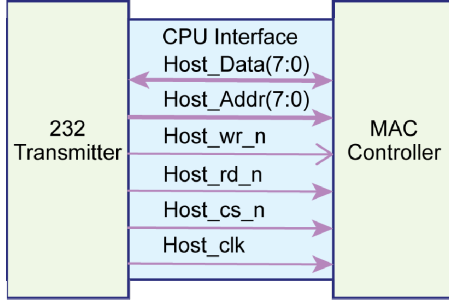 CPU Interface
Host_Data(7:0)
Host_Addr(7:0)
232
Transmitter
Host_wr_n
MAC
Controller
Host_rd_n
Host_cs_n
Host_clk